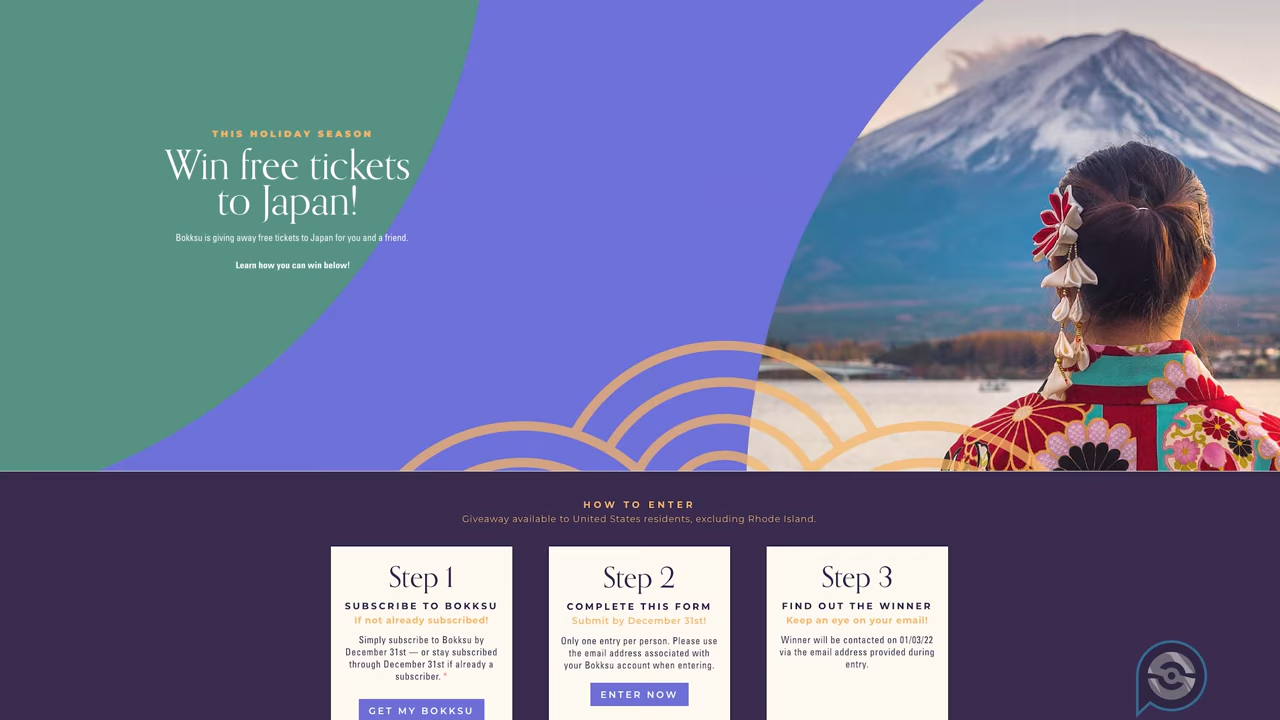 THIS HOLIDAY SEASON
Win free tickets
to Japan!
Bokksu is giving away free tickets to Japan for you and a friend.
Learn how you can win below!
HOW TO ENTER
Giveaway available to United States residents, excluding Rhode Island.
Step 1
SUBSCRIBE TO BOKKSU
If not already subscribed!
Simply subscribe to Bokksu by
December 31st — or stay subscribed
through December 31st if already a
subscriber. *
GET MY BOKKSU
Step 2
COMPLETE THIS FORM
Submit by December 31st!
Only one entry per person. Please use
the email address associated with
your Bokksu account when entering.
ENTER NOW
Step 3
FIND OUT THE WINNER
Keep an eye on your email!
Winner will be contacted on 01/03/22
via the email address provided during
entry.